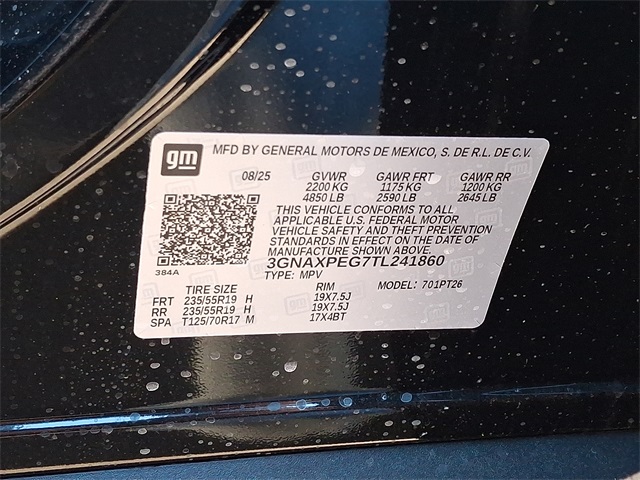 gm MFD BY GENERAL MOTORS DE MEXICO, S. DE R.L. DE C.V.
08/25 GVWR GAWR FRT GAWR RR
2200 KG 1175 KG 1200 KG
4850 LB 2590 LB 2645 LB
THIS VEHICLE CONFORMS TO ALL
APPLICABLE U.S. FEDERAL MOTOR
VEHICLE SAFETY AND THEFT PREVENTION
STANDARDS IN EFFECT ON THE DATE OF
MANUFACTURE SHOWN ABOVE.
384A 3GNAXPEG7TL241860
TYPE: MPV
TIRE SIZE RIM MODEL: 701PT26
FRT 235/55R19 H 19X7.5J
RR 235/55R19 H 19X7.5J
SPA T125/70R17 M 17X4BT